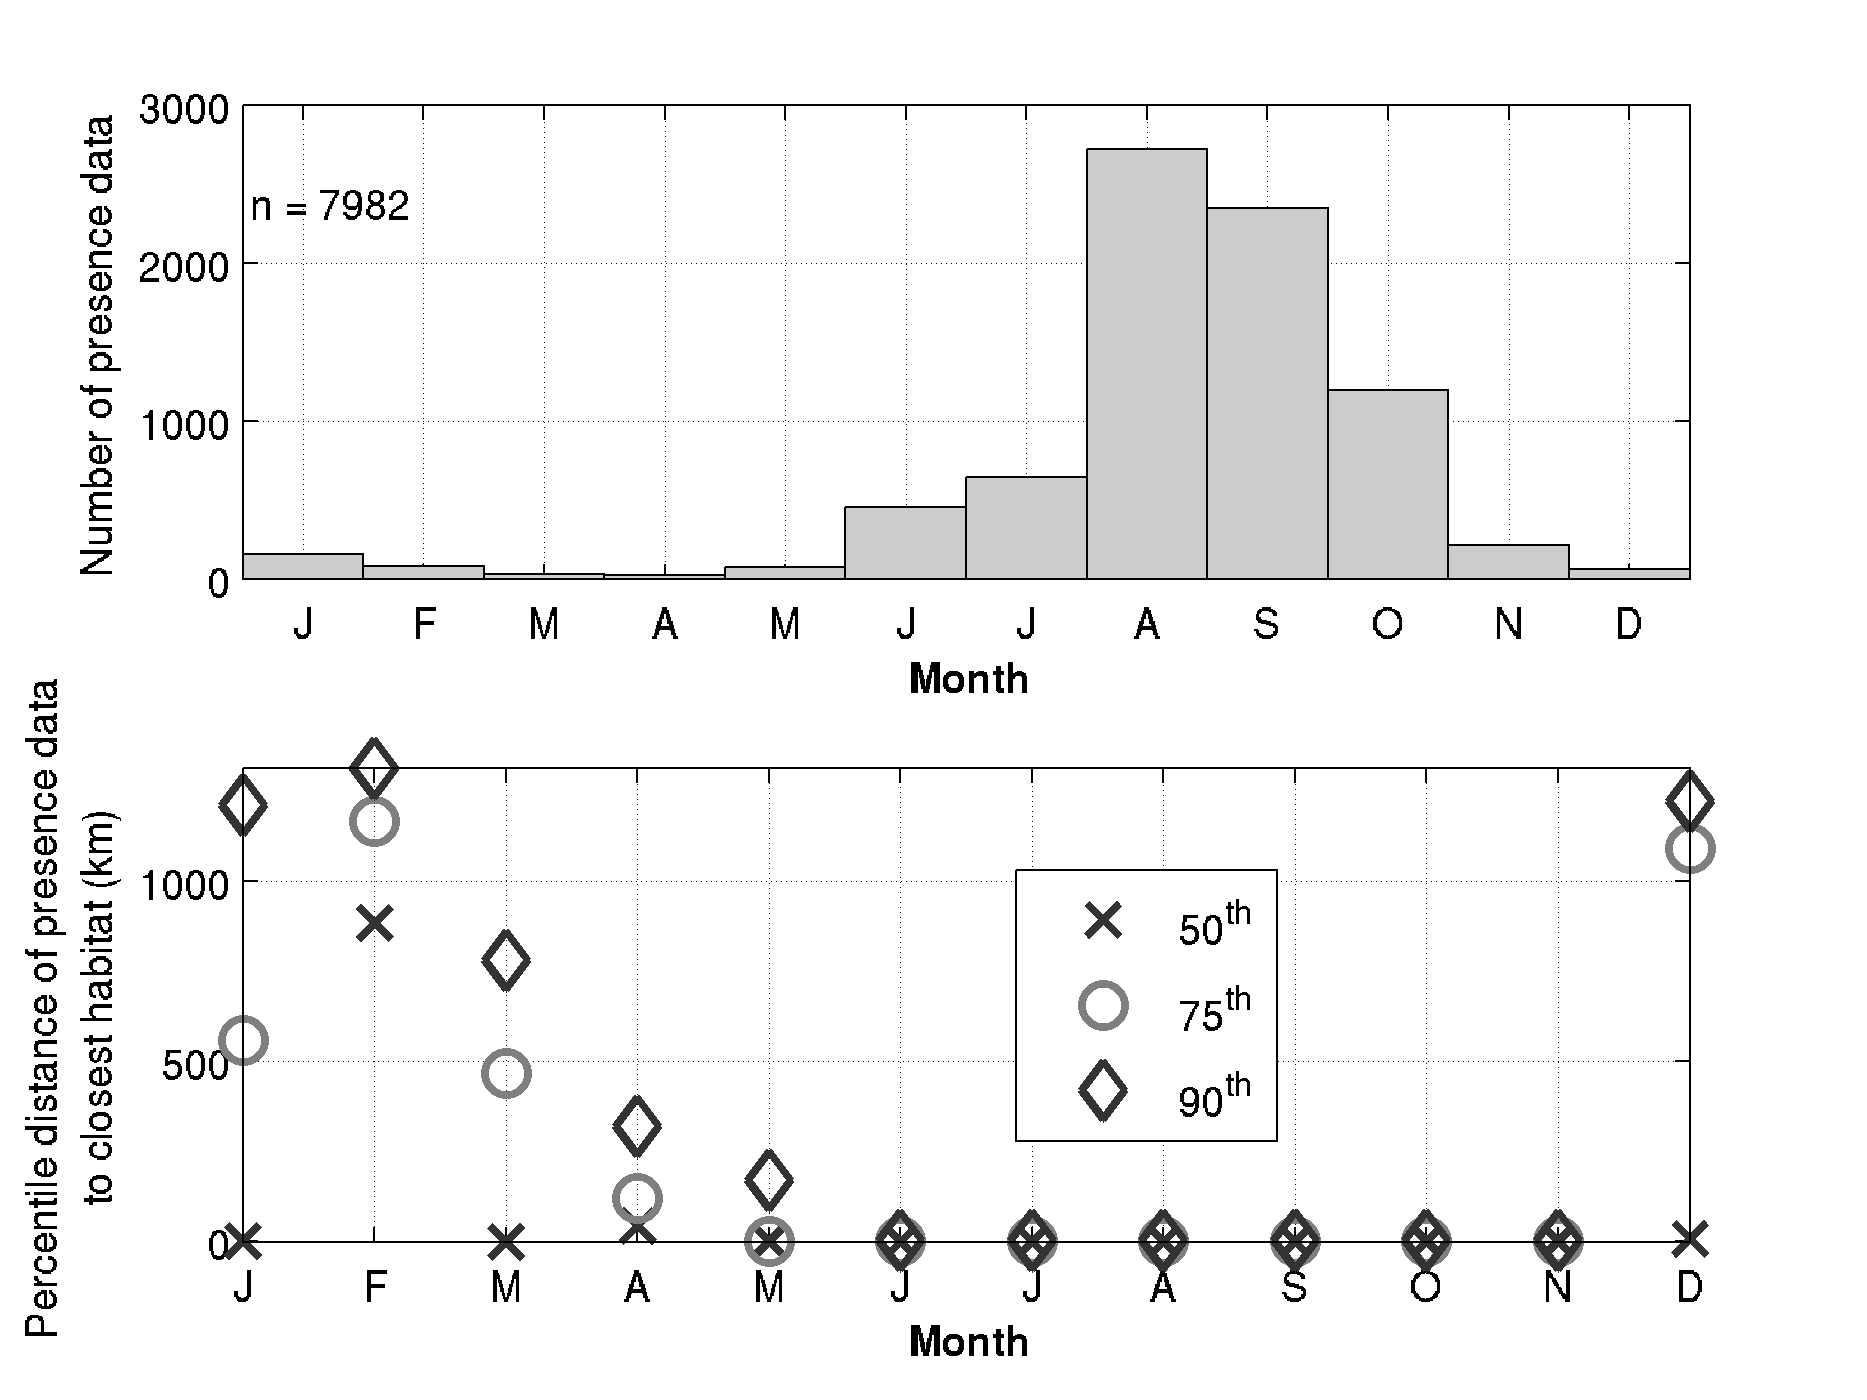 3000
2000
1000
0
Number of presence data
n = 7982
J F M A M J J A S O N D
Month
Percentile distance of presence data
to closest habitat (km)
1000
500
0
50th
75th
90th
J F M A M J J A S O N D
Month